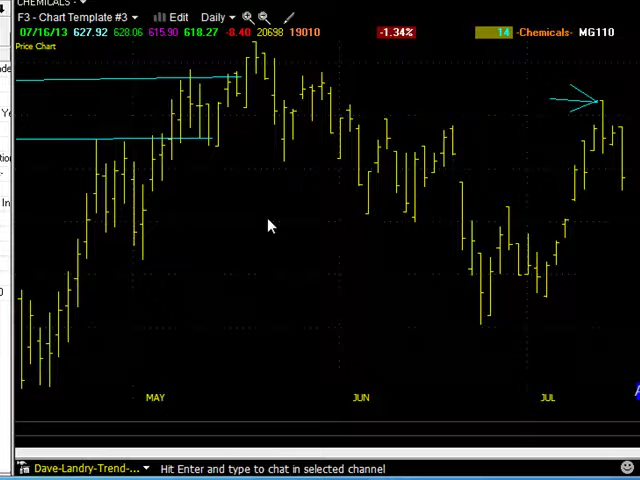 CHEMICALS -
F3 - Chart Template #3 Edit Daily
07/16/13 627.92 628.06 615.90 618.27 -8.40 20698 19010 -1.34% 14 -Chemicals- MG110
Price Chart
Ye
In
MAY JUN JUL
Dave-Landry-Trend-... Hit Enter and type to chat in selected channel